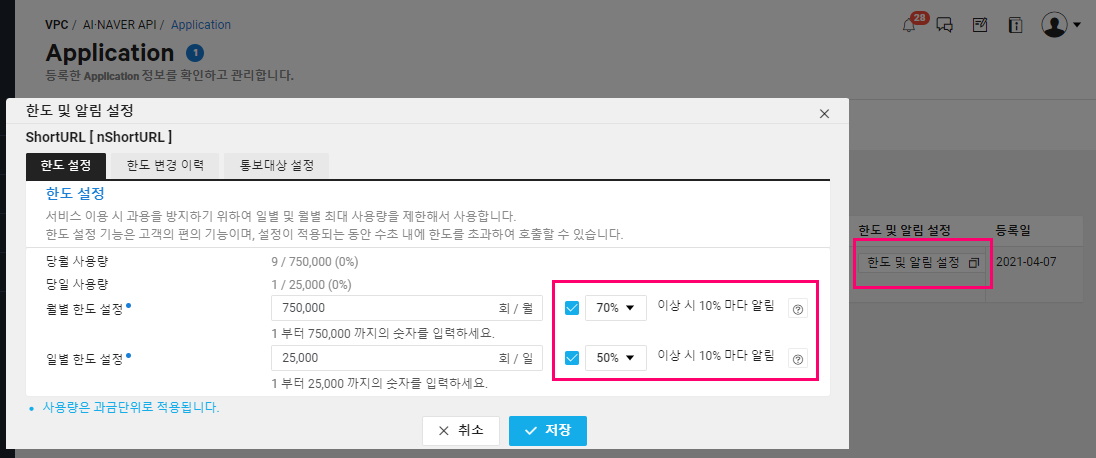 VPC / AI·NAVER API / Application
28
Application 1
등록한 Application 정보를 확인하고 관리합니다.
한도 및 알림 설정
ShortURL [ nShortURL ]
한도 설정 한도 변경 이력 통보대상 설정
한도 설정
서비스 이용 시 과용을 방지하기 위하여 일별 및 월별 최대 사용량을 제한해서 사용합니다.
한도 설정 기능은 고객의 편의 기능이며, 설정이 적용되는 동안 수초 내에 한도를 초과하여 호출할 수 있습니다.
당월 사용량 9 / 750,000 (0%)
당일 사용량 1 / 25,000 (0%)
월별 한도 설정 750,000 회 / 월 70% 이상 시 10% 마다 알림
1 부터 750,000 까지의 숫자를 입력하세요.
일별 한도 설정 25,000 회 / 일 50% 이상 시 10% 마다 알림
1 부터 25,000 까지의 숫자를 입력하세요.
사용량은 과금단위로 적용됩니다.
취소 저장
한도 및 알림 설정 등록일
한도 및 알림 설정 2021-04-07